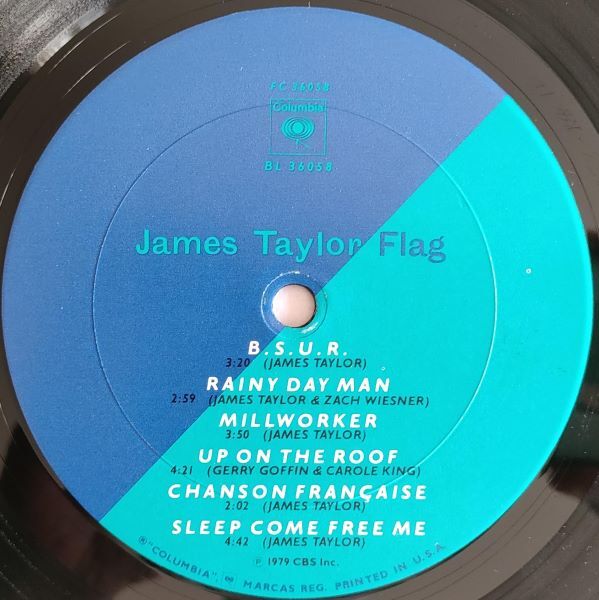 FC 36058
Columbia
BL 36058
James Taylor Flag
B.S.U.R.
3:20 (JAMES TAYLOR)
RAINY DAY MAN
2:59 (JAMES TAYLOR & ZACH WIESNER)
MILLWORKER
3:50 (JAMES TAYLOR)
UP ON THE ROOF
4:21 (GERRY GOFFIN & CAROLE KING)
CHANSON FRANÇAISE
2:02 (JAMES TAYLOR)
SLEEP COME FREE ME
4:42 (JAMES TAYLOR)
℗ 1979 CBS Inc.
® "COLUMBIA", MARCAS REG. PRINTED IN U.S.A.